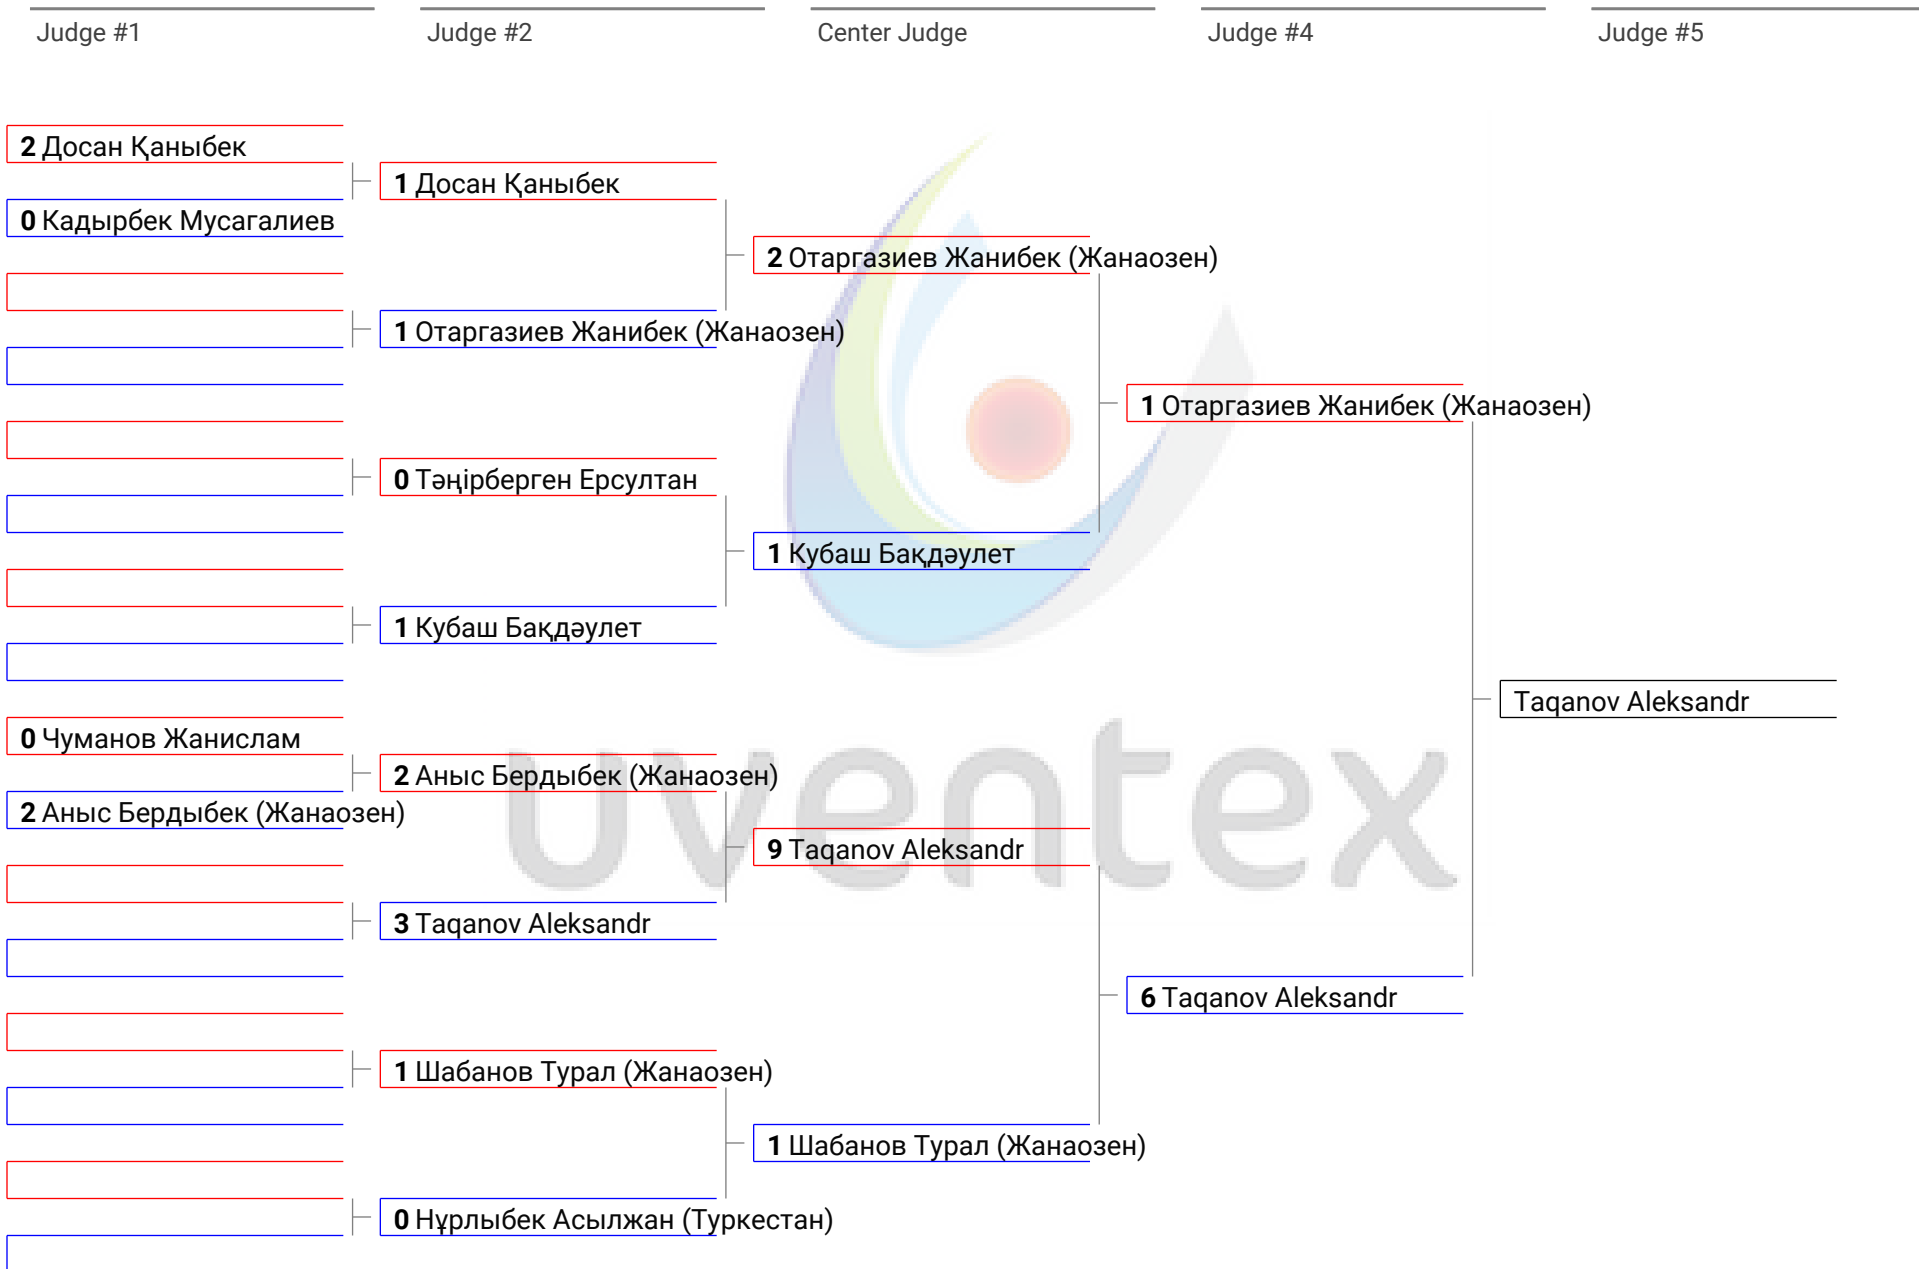 Judge #1
Judge #2
Center Judge
Judge #4
Judge #5
2 Досан Қаныбек
1 Досан Қаныбек
0 Кадырбек Мусагалиев
2 Отаргазиев Жанибек (Жанаозен)
1 Отаргазиев Жанибек (Жанаозен)
1 Отаргазиев Жанибек (Жанаозен)
0 Тәңірберген Ерсултан
1 Кубаш Бақдәулет
1 Кубаш Бақдәулет
Taqanov Aleksandr
0 Чуманов Жанислам
2 Аныс Бердыбек (Жанаозен)
2 Аныс Бердыбек (Жанаозен)
uventex
9 Taqanov Aleksandr
3 Taqanov Aleksandr
6 Taqanov Aleksandr
1 Шабанов Турал (Жанаозен)
1 Шабанов Турал (Жанаозен)
0 Нұрлыбек Асылжан (Туркестан)